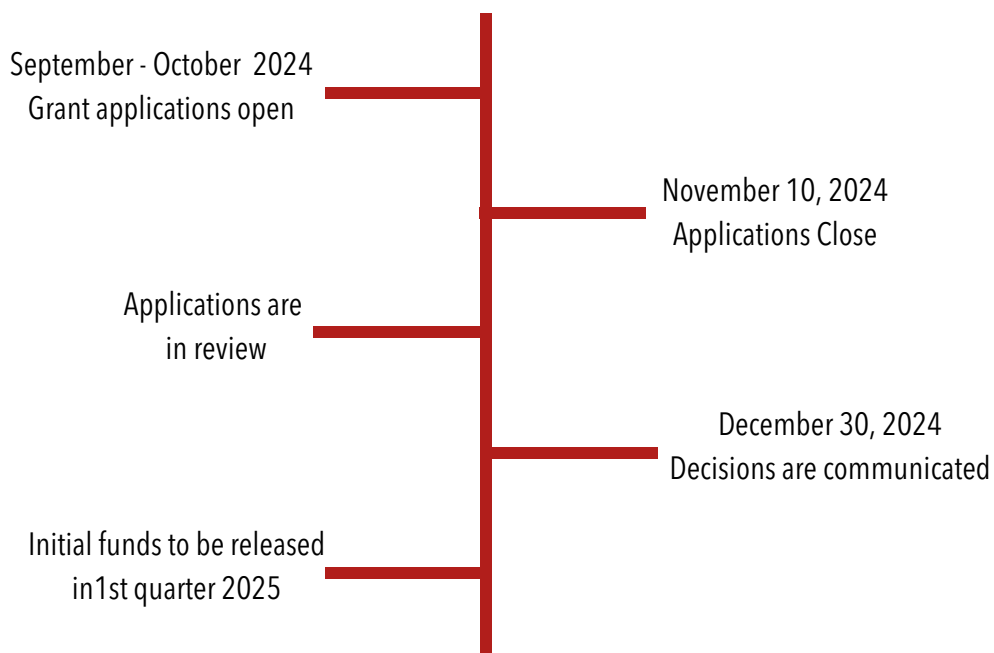 September - October  2024
Grant applications open
November 10, 2024
Applications Close
Applications are
in review
December 30, 2024
Decisions are communicated
Initial funds to be released
in1st quarter 2025